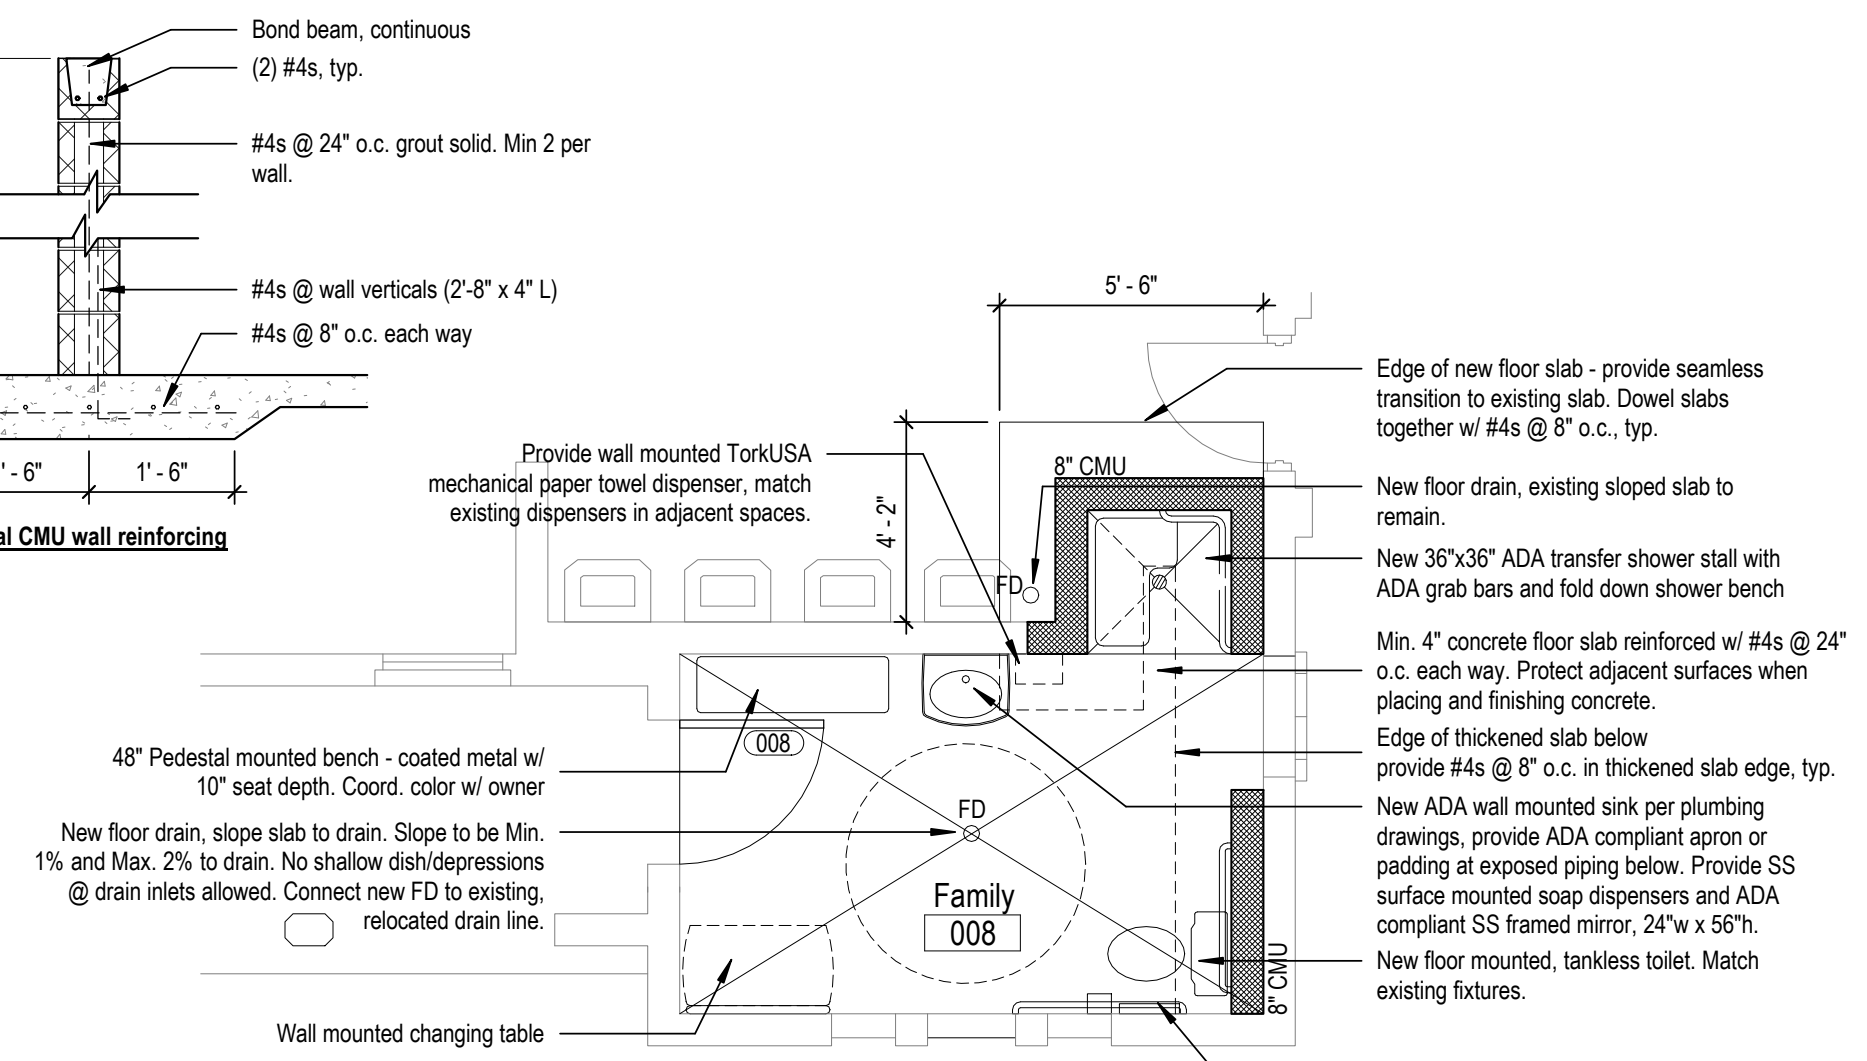 Bond beam, continuous
(2) #4s, typ.
#4s @ 24" o.c. grout solid. Min 2 per
wall.
#4s @ wall verticals (2'-8" x 4" L)
#4s @ 8" o.c. each way
' - 6"
1' - 6"
al CMU wall reinforcing
5' - 6"
4' - 2"
Provide wall mounted TorkUSA
mechanical paper towel dispenser, match
existing dispensers in adjacent spaces.
8" CMU
FD
48" Pedestal mounted bench - coated metal w/
10" seat depth. Coord. color w/ owner
008
New floor drain, slope slab to drain. Slope to be Min.
1% and Max. 2% to drain. No shallow dish/depressions
@ drain inlets allowed. Connect new FD to existing,
relocated drain line.
FD
Family
008
8" CMU
Wall mounted changing table
Edge of new floor slab - provide seamless
transition to existing slab. Dowel slabs
together w/ #4s @ 8" o.c., typ.
New floor drain, existing sloped slab to
remain.
New 36"x36" ADA transfer shower stall with
ADA grab bars and fold down shower bench
Min. 4" concrete floor slab reinforced w/ #4s @ 24"
o.c. each way. Protect adjacent surfaces when
placing and finishing concrete.
Edge of thickened slab below
provide #4s @ 8" o.c. in thickened slab edge, typ.
New ADA wall mounted sink per plumbing
drawings, provide ADA compliant apron or
padding at exposed piping below. Provide SS
surface mounted soap dispensers and ADA
compliant SS framed mirror, 24"w x 56"h.
New floor mounted, tankless toilet. Match
existing fixtures.